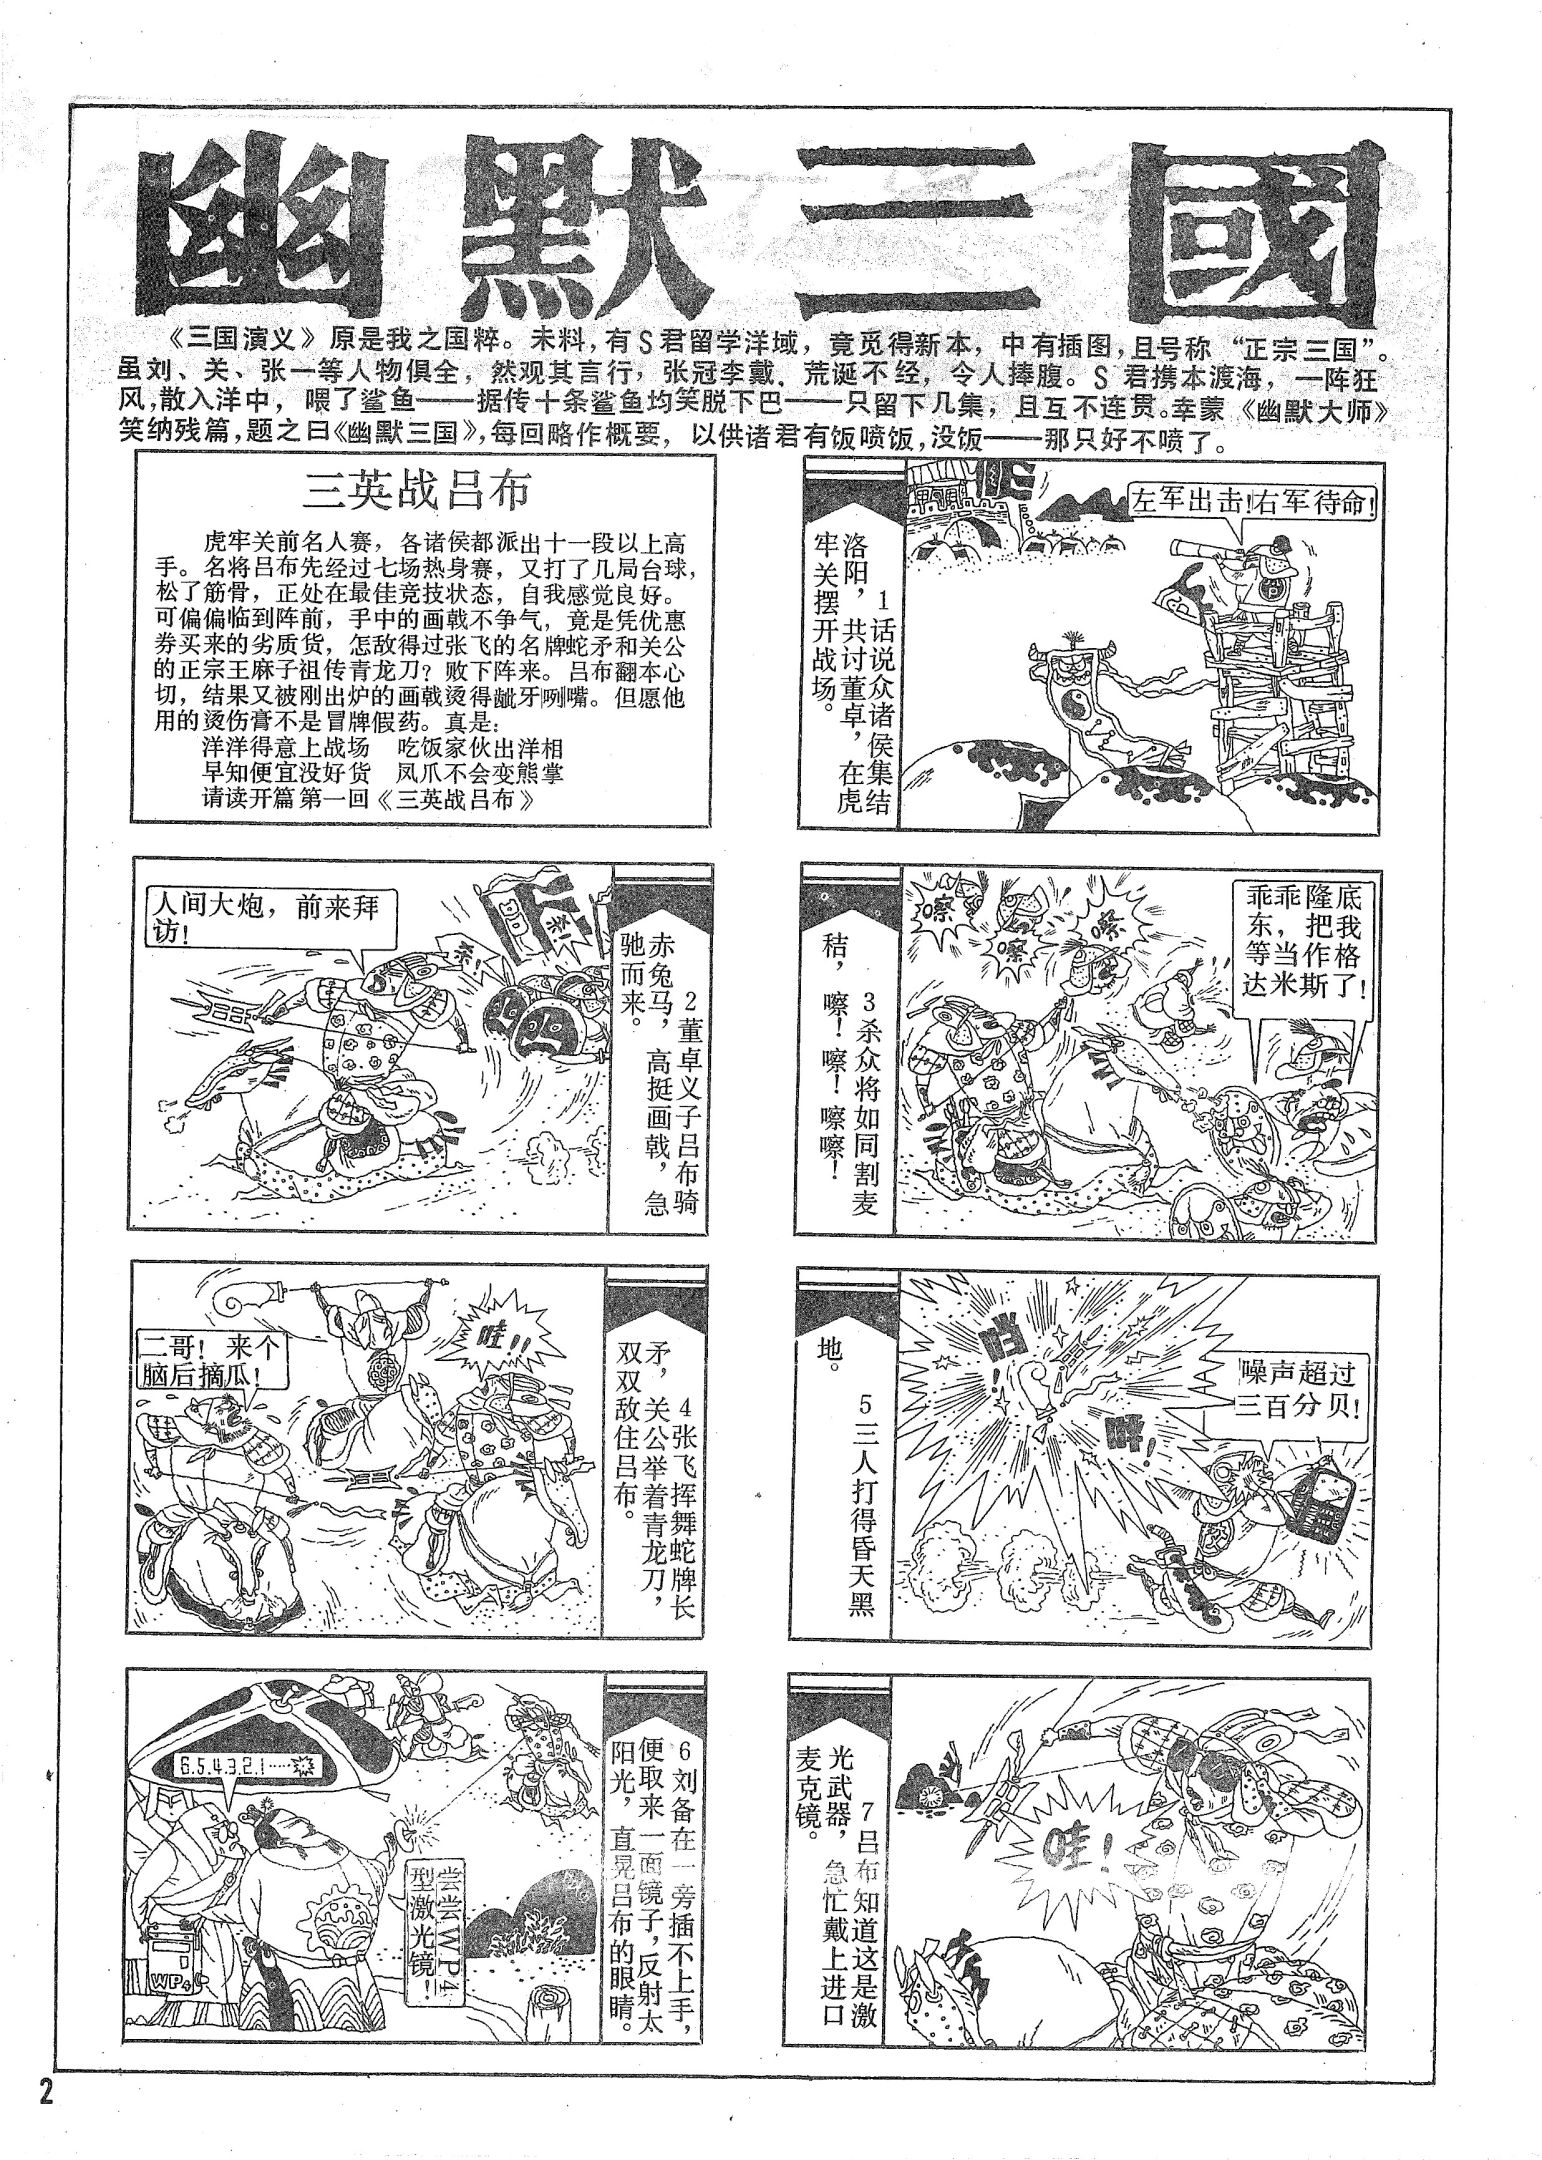 幽默三國
《三国演义》原是我之国粹。未料,有S君留学洋域，竟觅得新本，中有插图,且号称“正宗三国”。
虽刘、关、张一等人物俱全，然观其言行，张冠李戴．荒诞不经，令人捧腹。S君携本渡海，一阵狂
风,散入洋中，喂了鲨鱼——据传十条鲨鱼均笑脱下巴——只留下几集，且互不连贯。幸蒙《幽默大师》
笑纳残篇,题之曰《幽默三国》,每回略作概要，以供诸君有饭喷饭,没饭——那只好不喷了。
三英战吕布
虎牢关前名人赛，各诸侯都派出十一段以上高
手。名将吕布先经过七场热身赛，又打了几局台球，
松了筋骨，正处在最佳竞技状态，自我感觉良好。
可偏偏临到阵前，手中的画戟不争气，竟是凭优惠
券买来的劣质货，怎敌得过张飞的名牌蛇矛和关公
的正宗王麻子祖传青龙刀？败下阵来。吕布翻本心
切，结果又被刚出炉的画戟烫得龇牙咧嘴。但愿他
用的烫伤膏不是冒牌假药。真是：
洋洋得意上战场　吃饭家伙出洋相
早知便宜没好货　凤爪不会变熊掌
请读开篇第一回《三英战吕布》
1话说众诸侯集结
洛阳，共讨董卓，在虎
牢关摆开战场。
左军出击!右军待命!
2董卓义子吕布骑
赤兔马，高挺画戟，急
驰而来。
人间大炮，前来拜
访!
杀!
杀!
3杀众将如同割麦
秸，嚓！嚓！嚓嚓！
嚓
嚓
嚓
乖乖隆底
东，把我
等当作格
达米斯了!
4张飞挥舞蛇牌长
矛，关公举着青龙刀，
双双敌住吕布。
二哥！来个
脑后摘瓜!
哇!!
5三人打得昏天黑
地。
噪声超过
三百分贝!
6刘备在一旁插不上手，
便取来一面镜子,反射太
阳光，直晃吕布的眼睛。
6.5.4.3.2.1……
尝尝WP4
型激光镜!
WP4
7吕布知道这是激
光武器，急忙戴上进口
麦克镜。
哇!
2